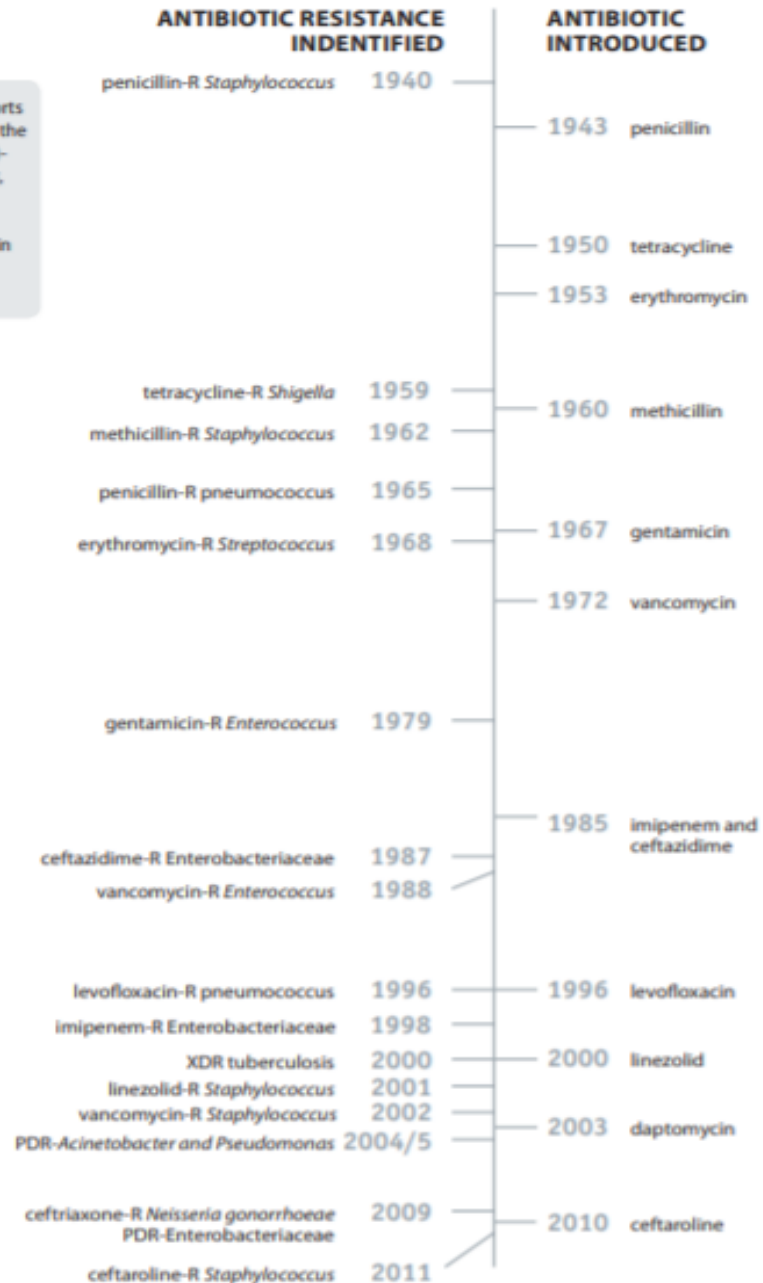 ANTIBIOTIC RESISTANCE
INDENTIFIED
ANTIBIOTIC
INTRODUCED
penicillin-R Staphylococcus 1940
the
1943 penicillin
in
1950 tetracycline
1953 erythromycin
tetracycline-R Shigella 1959
1960 methicillin
methicillin-R Staphylococcus 1962
penicillin-R pneumococcus 1965
1967 gentamicin
erythromycin-R Streptococcus 1968
1972 vancomycin
gentamicin-R Enterococcus 1979
1985 imipenem and
ceftazidime
ceftazidime-R Enterobacteriaceae 1987
vancomycin-R Enterococcus 1988
levofloxacin-R pneumococcus 1996
1996 levofloxacin
imipenem-R Enterobacteriaceae 1998
XDR tuberculosis 2000
2000 linezolid
linezolid-R Staphylococcus 2001
vancomycin-R Staphylococcus 2002
2003 daptomycin
PDR-Acinetobacter and Pseudomonas 2004/5
ceftriaxone-R Neisseria gonorrhoeae 2009
PDR-Enterobacteriaceae
2010 ceftaroline
ceftaroline-R Staphylococcus 2011